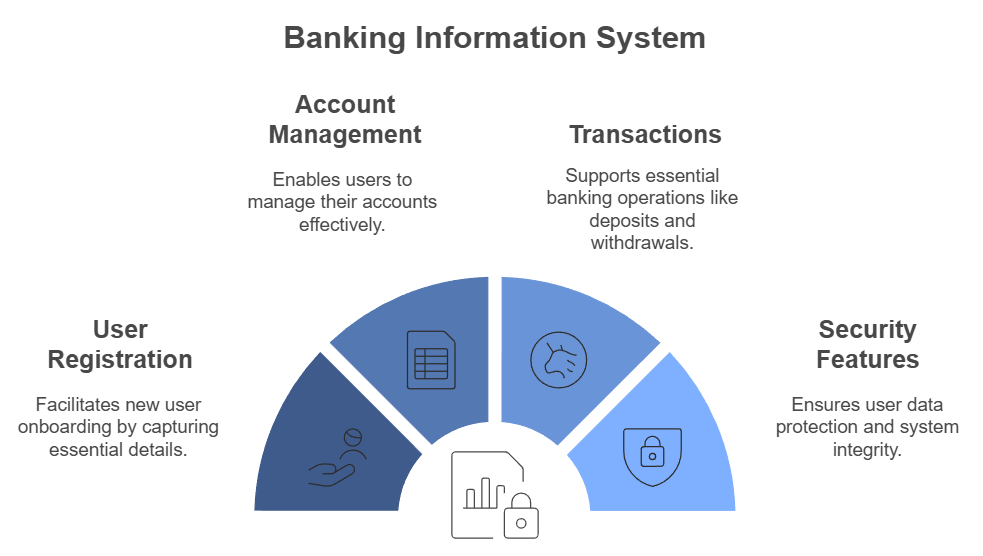 Banking Information System
Account
Management
Enables users to
manage their accounts
effectively.
Transactions
Supports essential
banking operations like
deposits and
withdrawals.
User
Registration
Facilitates new user
onboarding by capturing
essential details.
Security
Features
Ensures user data
protection and system
integrity.